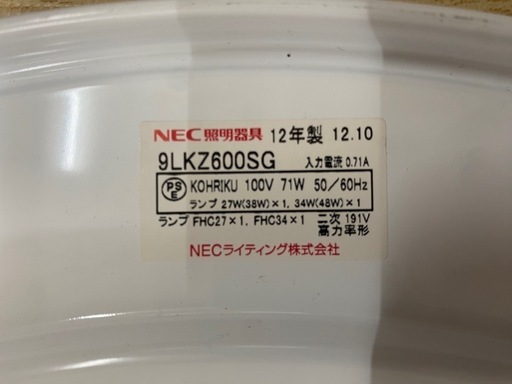 NEC 照明器具 12年製 12.10
9LKZ600SG 入力電流 0.71A
PSE KOHRIKU 100V 71W 50/60Hz
ランプ 27W(38W)×1, 34W(48W)×1
ランプ FHC27×1, FHC34×1 二次 191V
高力率形
NECライティング株式会社